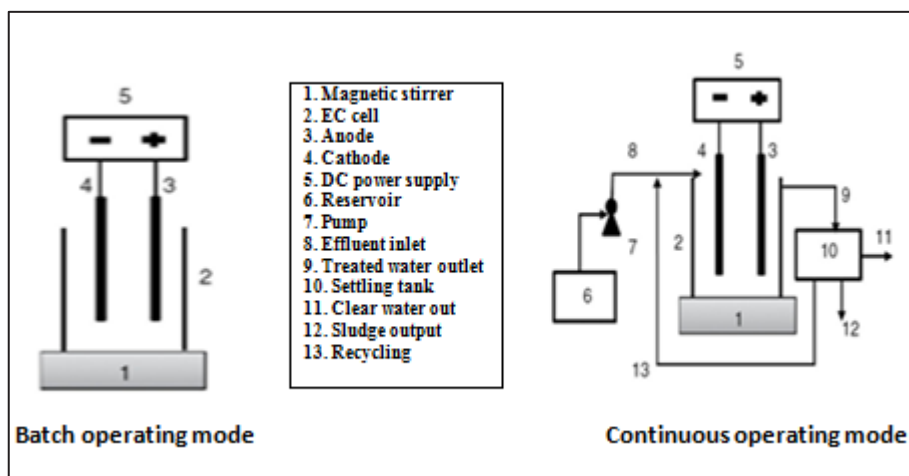 5
4
3
2
1
Batch operating mode
1. Magnetic stirrer
2. EC cell
3. Anode
4. Cathode
5. DC power supply
6. Reservoir
7. Pump
8. Effluent inlet
9. Treated water outlet
10. Settling tank
11. Clear water out
12. Sludge output
13. Recycling
5
8
4
3
9
7
2
10
11
6
1
12
13
Continuous operating mode